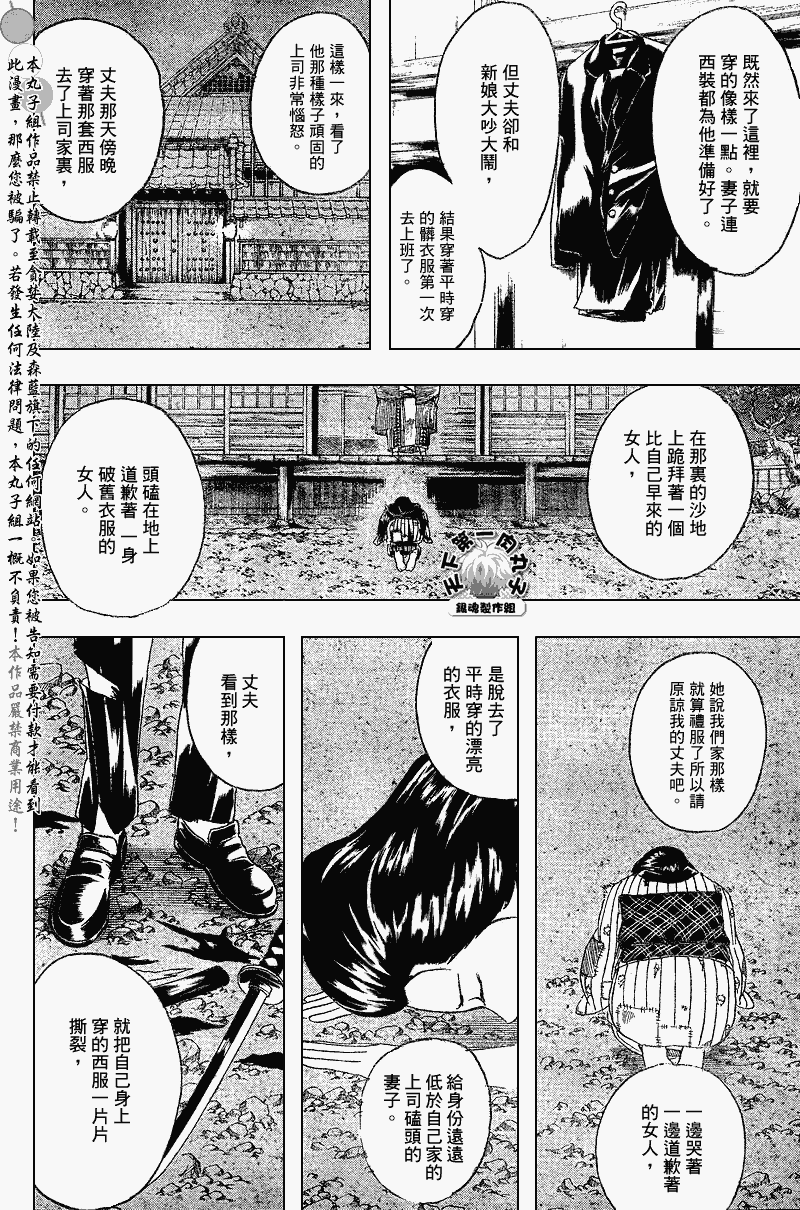 既然來了這裡，就要
穿的像樣一點。妻子連
西裝都為他準備好了。
但丈夫卻和
新娘大吵大鬧，
結果穿著平時穿
的髒衣服第一次
去上班了。
這樣一來，看了
他那種樣子頑固的
上司非常惱怒。
丈夫那天傍晚
穿著那套西服
去了上司家裏，
在那裏的沙地
上跪拜著一個
比自己早來的
女人，
頭磕在地上
道歉著一身
破舊衣服的
女人。
天下第一肉丸子
銀魂製作組
她說我們家那樣
就算禮服了所以請
原諒我的丈夫吧。
一邊哭著
一邊道歉著
的女人，
是脫去了
平時穿的漂亮
的衣服，
給身份遠遠
低於自己家的
上司磕頭的
妻子。
丈夫
看到那樣，
就把自己身上
穿的西服一片片
撕裂，
本丸子組作品禁止轉載至貪婪大陸及森藍旗下的任何網站。如果您被告知需要付款才能看到
此漫畫，那麼您被騙了。若發生任何法律問題，本丸子組一概不負責！本作品嚴禁商業用途！